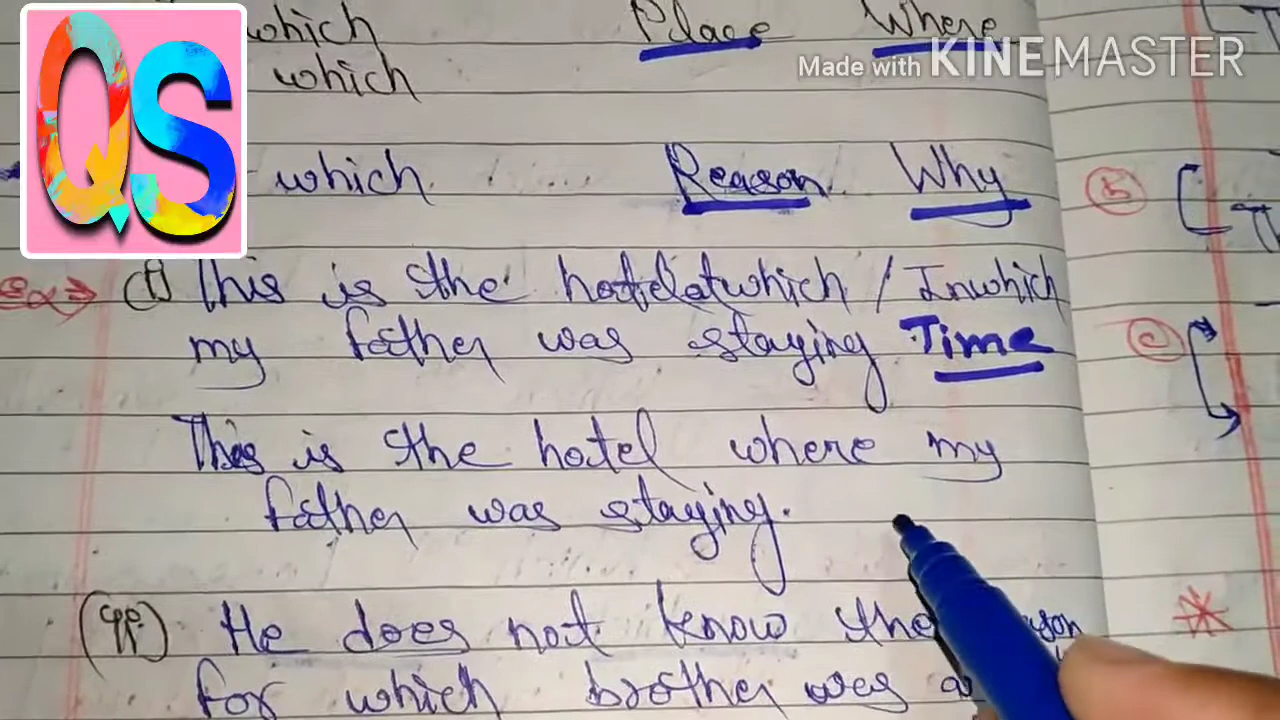 which Place Where
which
Made with KINEMASTER
QS
which Reason Why
Ex⇒ (i) This is the hotel at which / In which
my father was staying Time
This is the hotel where my
father was staying.
(ii) He does not know the
for which brother was